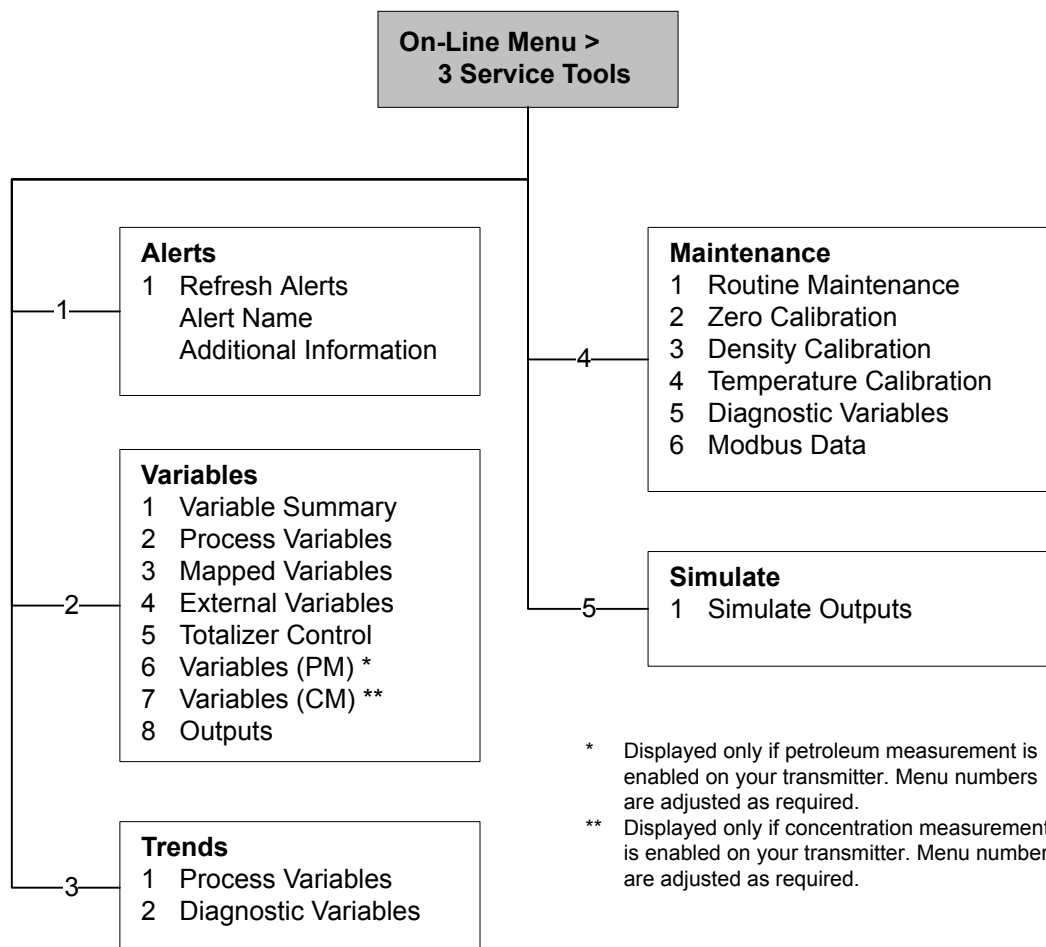 On-Line Menu >
3 Service Tools
1
Alerts
1 Refresh Alerts
Alert Name
Additional Information
2
Variables
1 Variable Summary
2 Process Variables
3 Mapped Variables
4 External Variables
5 Totalizer Control
6 Variables (PM) *
7 Variables (CM) **
8 Outputs
3
Trends
1 Process Variables
2 Diagnostic Variables
4
Maintenance
1 Routine Maintenance
2 Zero Calibration
3 Density Calibration
4 Temperature Calibration
5 Diagnostic Variables
6 Modbus Data
5
Simulate
1 Simulate Outputs
* Displayed only if petroleum measurement is
enabled on your transmitter. Menu numbers
are adjusted as required.
** Displayed only if concentration measurement
is enabled on your transmitter. Menu number
are adjusted as required.